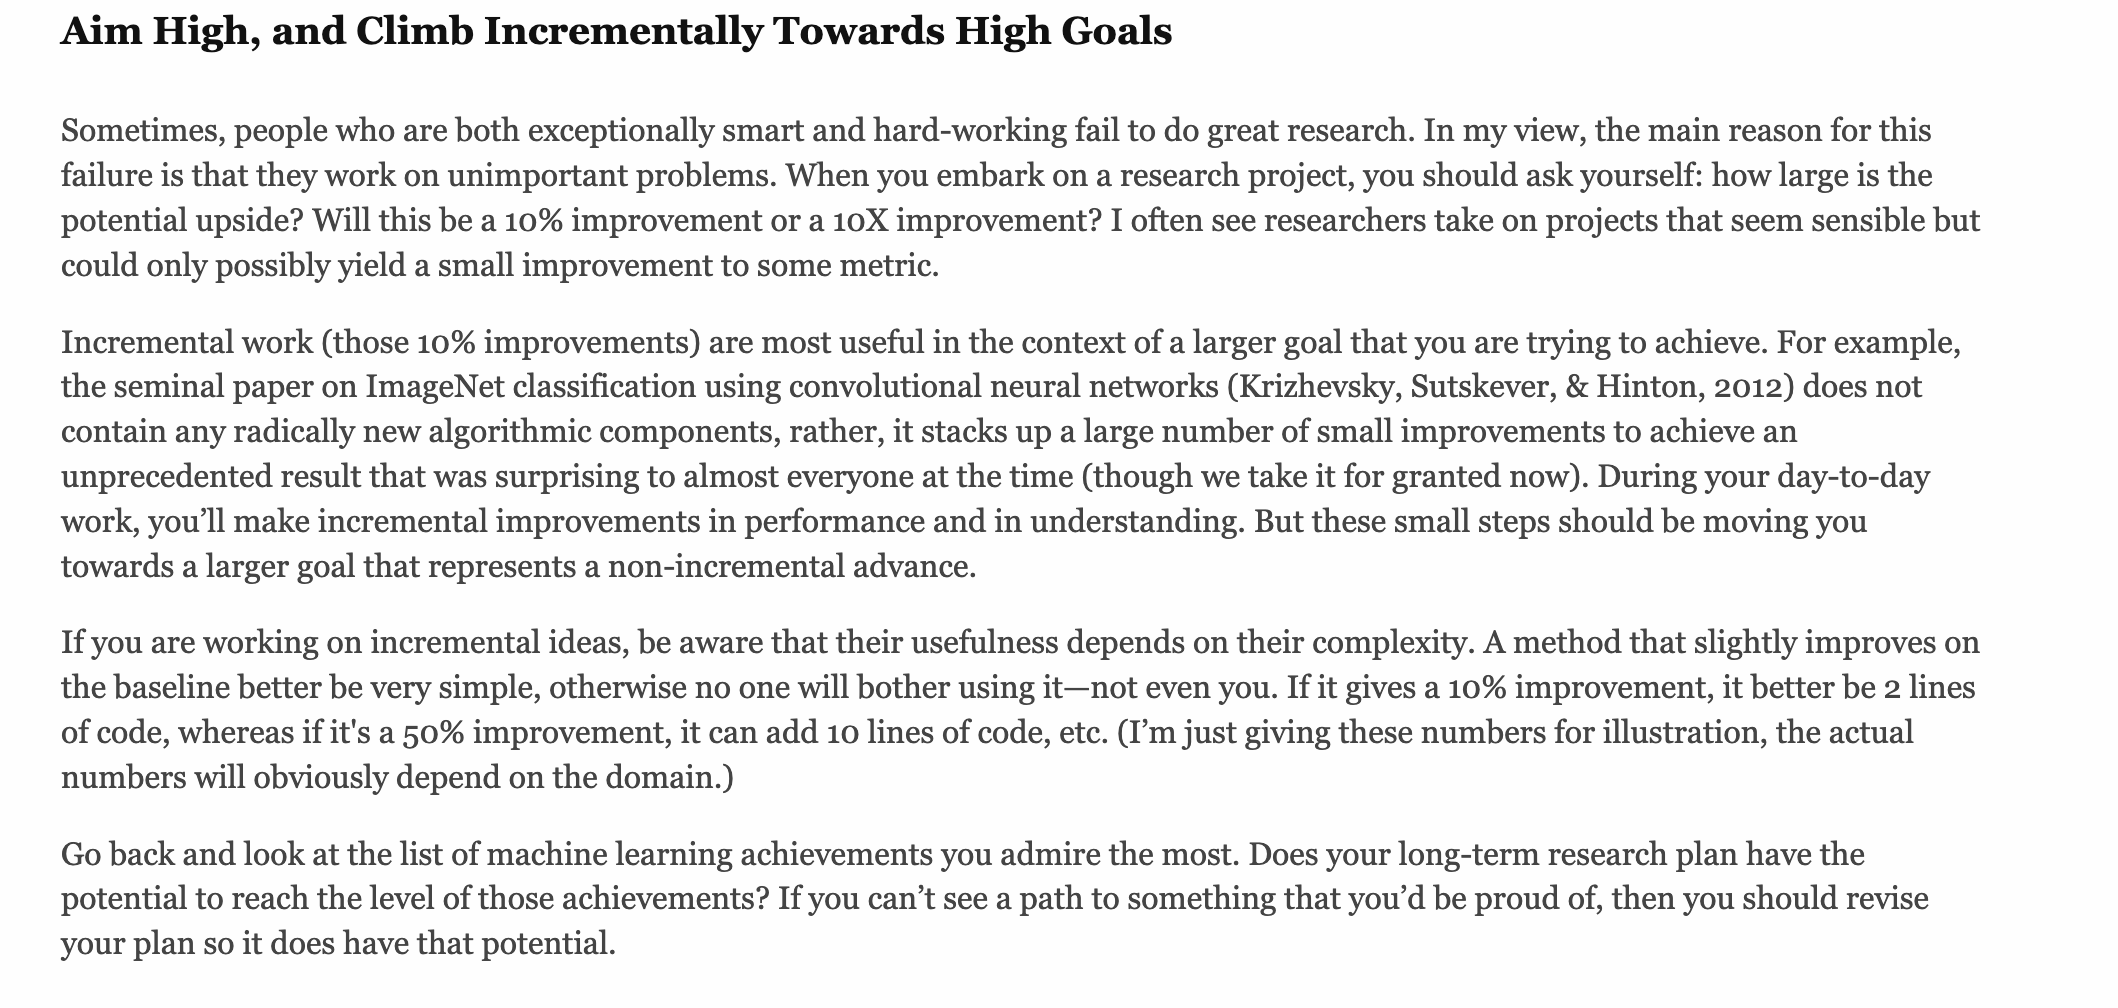 Aim High, and Climb Incrementally Towards High Goals
Sometimes, people who are both exceptionally smart and hard-working fail to do great research. In my view, the main reason for this
failure is that they work on unimportant problems. When you embark on a research project, you should ask yourself: how large is the
potential upside? Will this be a 10% improvement or a 10X improvement? I often see researchers take on projects that seem sensible but
could only possibly yield a small improvement to some metric.
Incremental work (those 10% improvements) are most useful in the context of a larger goal that you are trying to achieve. For example,
the seminal paper on ImageNet classification using convolutional neural networks (Krizhevsky, Sutskever, & Hinton, 2012) does not
contain any radically new algorithmic components, rather, it stacks up a large number of small improvements to achieve an
unprecedented result that was surprising to almost everyone at the time (though we take it for granted now). During your day-to-day
work, you’ll make incremental improvements in performance and in understanding. But these small steps should be moving you
towards a larger goal that represents a non-incremental advance.
If you are working on incremental ideas, be aware that their usefulness depends on their complexity. A method that slightly improves on
the baseline better be very simple, otherwise no one will bother using it—not even you. If it gives a 10% improvement, it better be 2 lines
of code, whereas if it's a 50% improvement, it can add 10 lines of code, etc. (I’m just giving these numbers for illustration, the actual
numbers will obviously depend on the domain.)
Go back and look at the list of machine learning achievements you admire the most. Does your long-term research plan have the
potential to reach the level of those achievements? If you can’t see a path to something that you’d be proud of, then you should revise
your plan so it does have that potential.